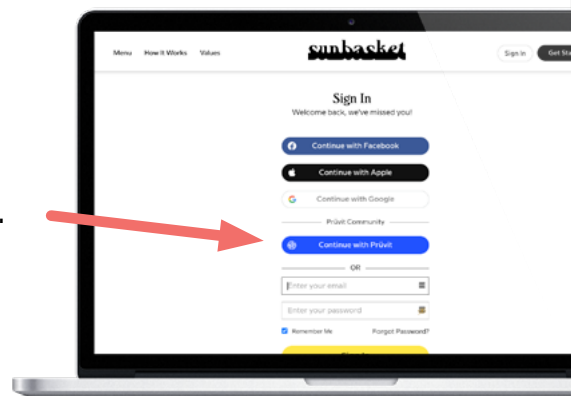 Menu How It Works Values sunbasket Sign in Get Sta
Sign In
Welcome back, we've missed you!
Continue with Facebook
Continue with Apple
Continue with Google
Prüvit Community
Continue with Prüvit
OR
Enter your email
Enter your password
Remember Me Forgot Password?